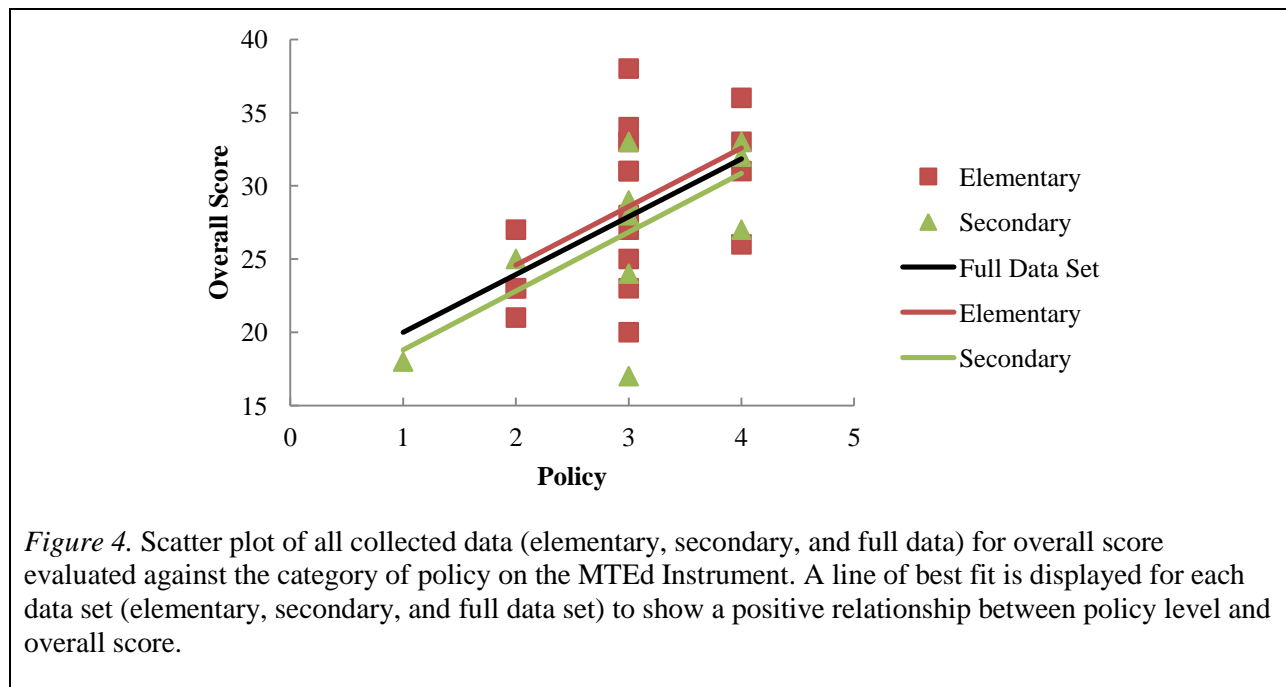 40
35
30
25
20
15
Overall Score
0 1 2 3 4 5
Policy
Elementary
Secondary
Full Data Set
Elementary
Secondary
Figure 4. Scatter plot of all collected data (elementary, secondary, and full data) for overall score
evaluated against the category of policy on the MTEd Instrument. A line of best fit is displayed for each
data set (elementary, secondary, and full data set) to show a positive relationship between policy level and
overall score.